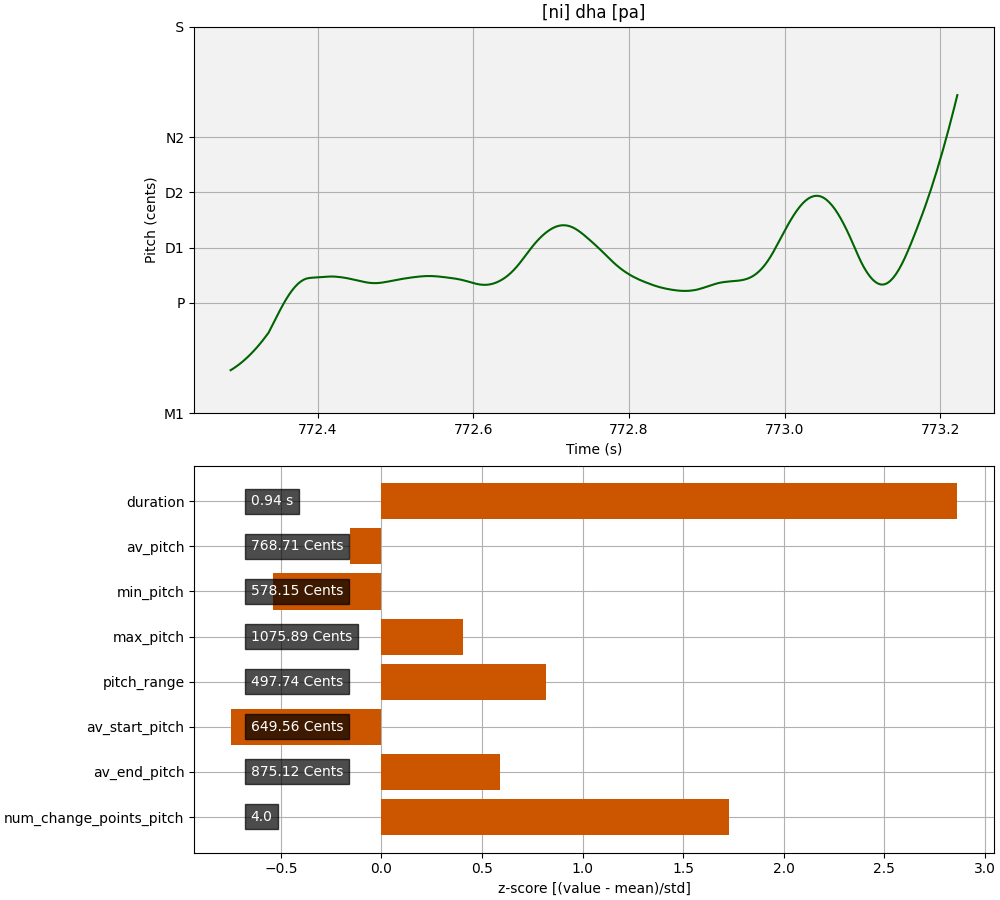 [ni] dha [pa]
S
N2
D2
D1
P
M1
Pitch (cents)
772.4 772.6 772.8 773.0 773.2
Time (s)
duration 0.94 s
av_pitch 768.71 Cents
min_pitch 578.15 Cents
max_pitch 1075.89 Cents
pitch_range 497.74 Cents
av_start_pitch 649.56 Cents
av_end_pitch 875.12 Cents
num_change_points_pitch 4.0
−0.5 0.0 0.5 1.0 1.5 2.0 2.5 3.0
z-score [(value - mean)/std]